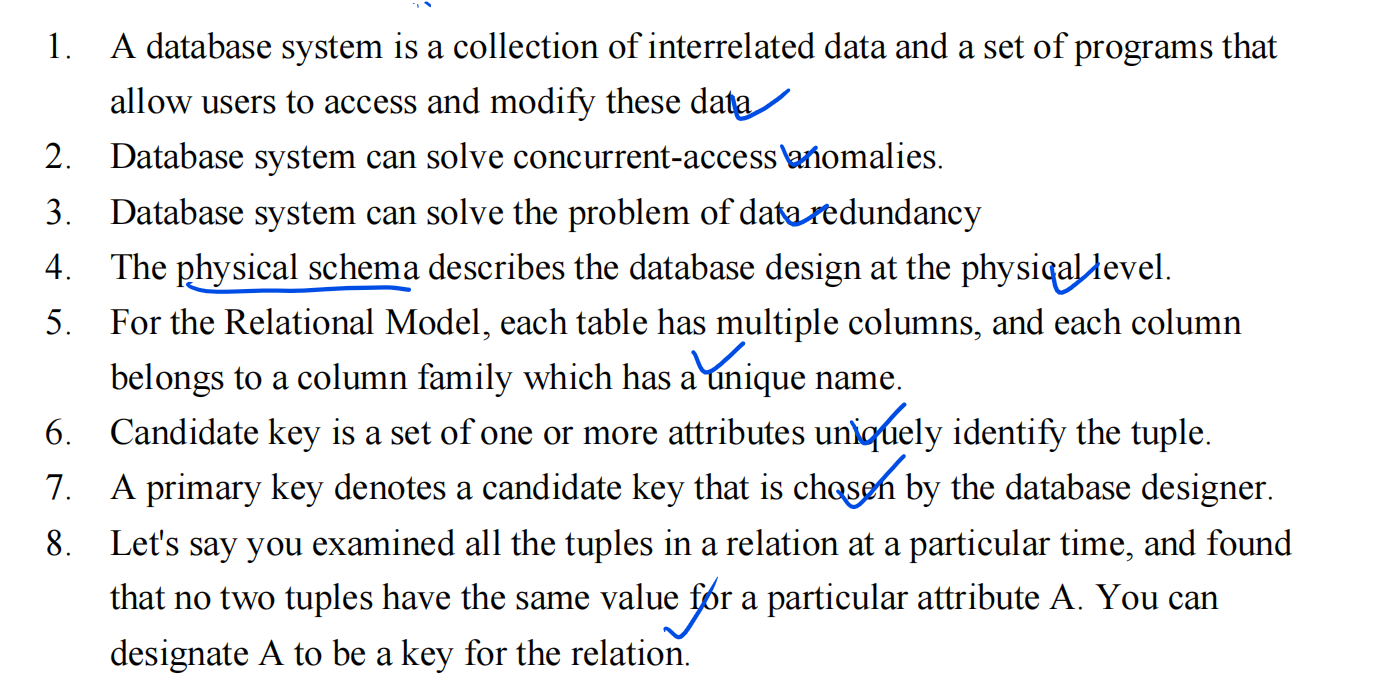 1. A database system is a collection of interrelated data and a set of programs that
allow users to access and modify these data
2. Database system can solve concurrent-access anomalies.
3. Database system can solve the problem of data redundancy
4. The physical schema describes the database design at the physical level.
5. For the Relational Model, each table has multiple columns, and each column
belongs to a column family which has a unique name.
6. Candidate key is a set of one or more attributes uniquely identify the tuple.
7. A primary key denotes a candidate key that is chosen by the database designer.
8. Let's say you examined all the tuples in a relation at a particular time, and found
that no two tuples have the same value for a particular attribute A. You can
designate A to be a key for the relation.